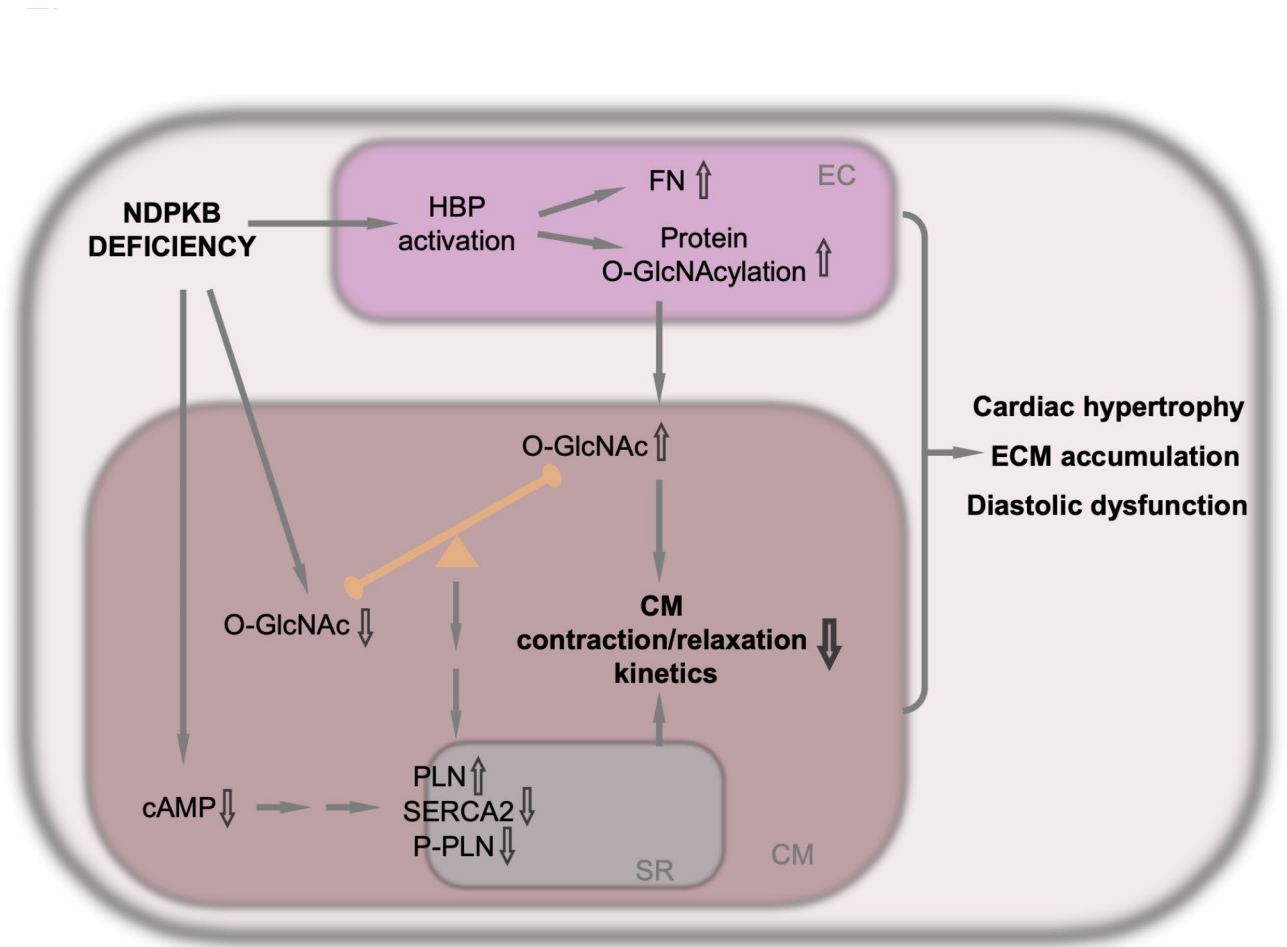 FN
EC
HBP
activation
NDPKB
DEFICIENCY
Protein
O-GlcNAcylation
O-GlcNAc
Cardiac hypertrophy
ECM accumulation
Diastolic dysfunction
O-GlcNAc
CM
contraction/relaxation
kinetics
PLN
cAMP
SERCA2
P-PLN
SR
CM